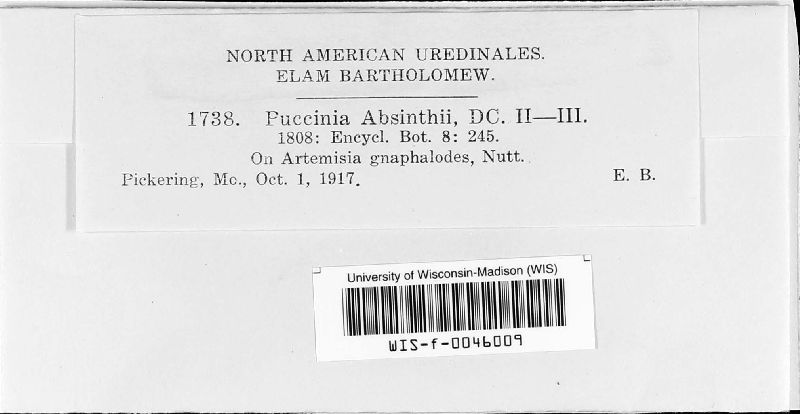 NORTH AMERICAN UREDINALES.
ELAM BARTHOLOMEW.
1738. Puccinia Absinthii, DC. II—III.
1808: Encycl. Bot. 8: 245.
On Artemisia gnaphalodes, Nutt.
Pickering, Mo., Oct. 1, 1917. E. B.
University of Wisconsin-Madison (WIS)
WIS-f-0046009